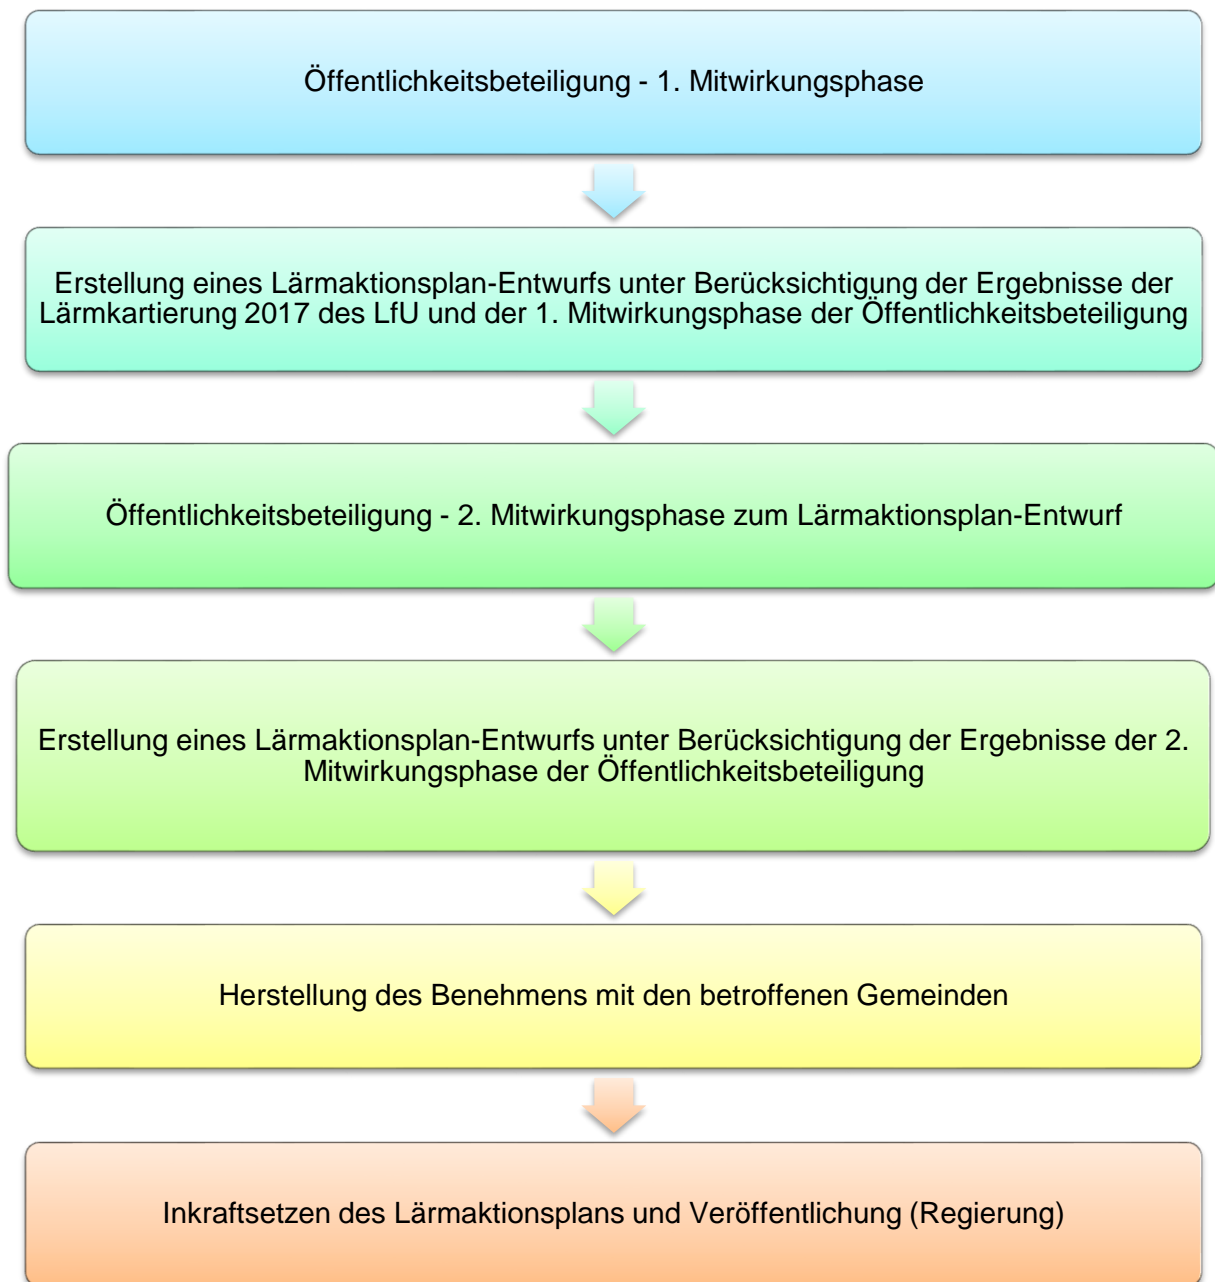 Öffentlichkeitsbeteiligung - 1. Mitwirkungsphase
Erstellung eines Lärmaktionsplan-Entwurfs unter Berücksichtigung der Ergebnisse der
Lärmkartierung 2017 des LfU und der 1. Mitwirkungsphase der Öffentlichkeitsbeteiligung
Öffentlichkeitsbeteiligung - 2. Mitwirkungsphase zum Lärmaktionsplan-Entwurf
Erstellung eines Lärmaktionsplan-Entwurfs unter Berücksichtigung der Ergebnisse der 2.
Mitwirkungsphase der Öffentlichkeitsbeteiligung
Herstellung des Benehmens mit den betroffenen Gemeinden
Inkraftsetzen des Lärmaktionsplans und Veröffentlichung (Regierung)